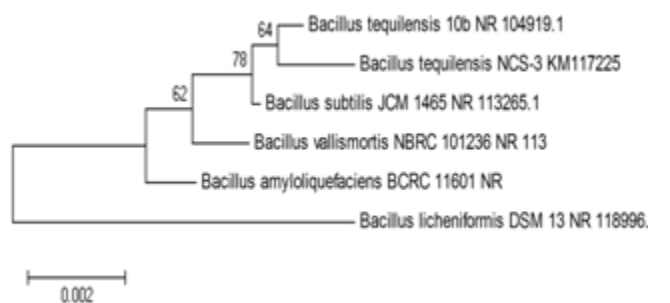 64
Bacillus tequilensis 10b NR 104919.1
78
Bacillus tequilensis NCS-3 KM117225
62
Bacillus subtilis JCM 1465 NR 113265.1
Bacillus vallismortis NBRC 101236 NR 113
Bacillus amyloliquefaciens BCRC 11601 NR
Bacillus licheniformis DSM 13 NR 118996.
0.002